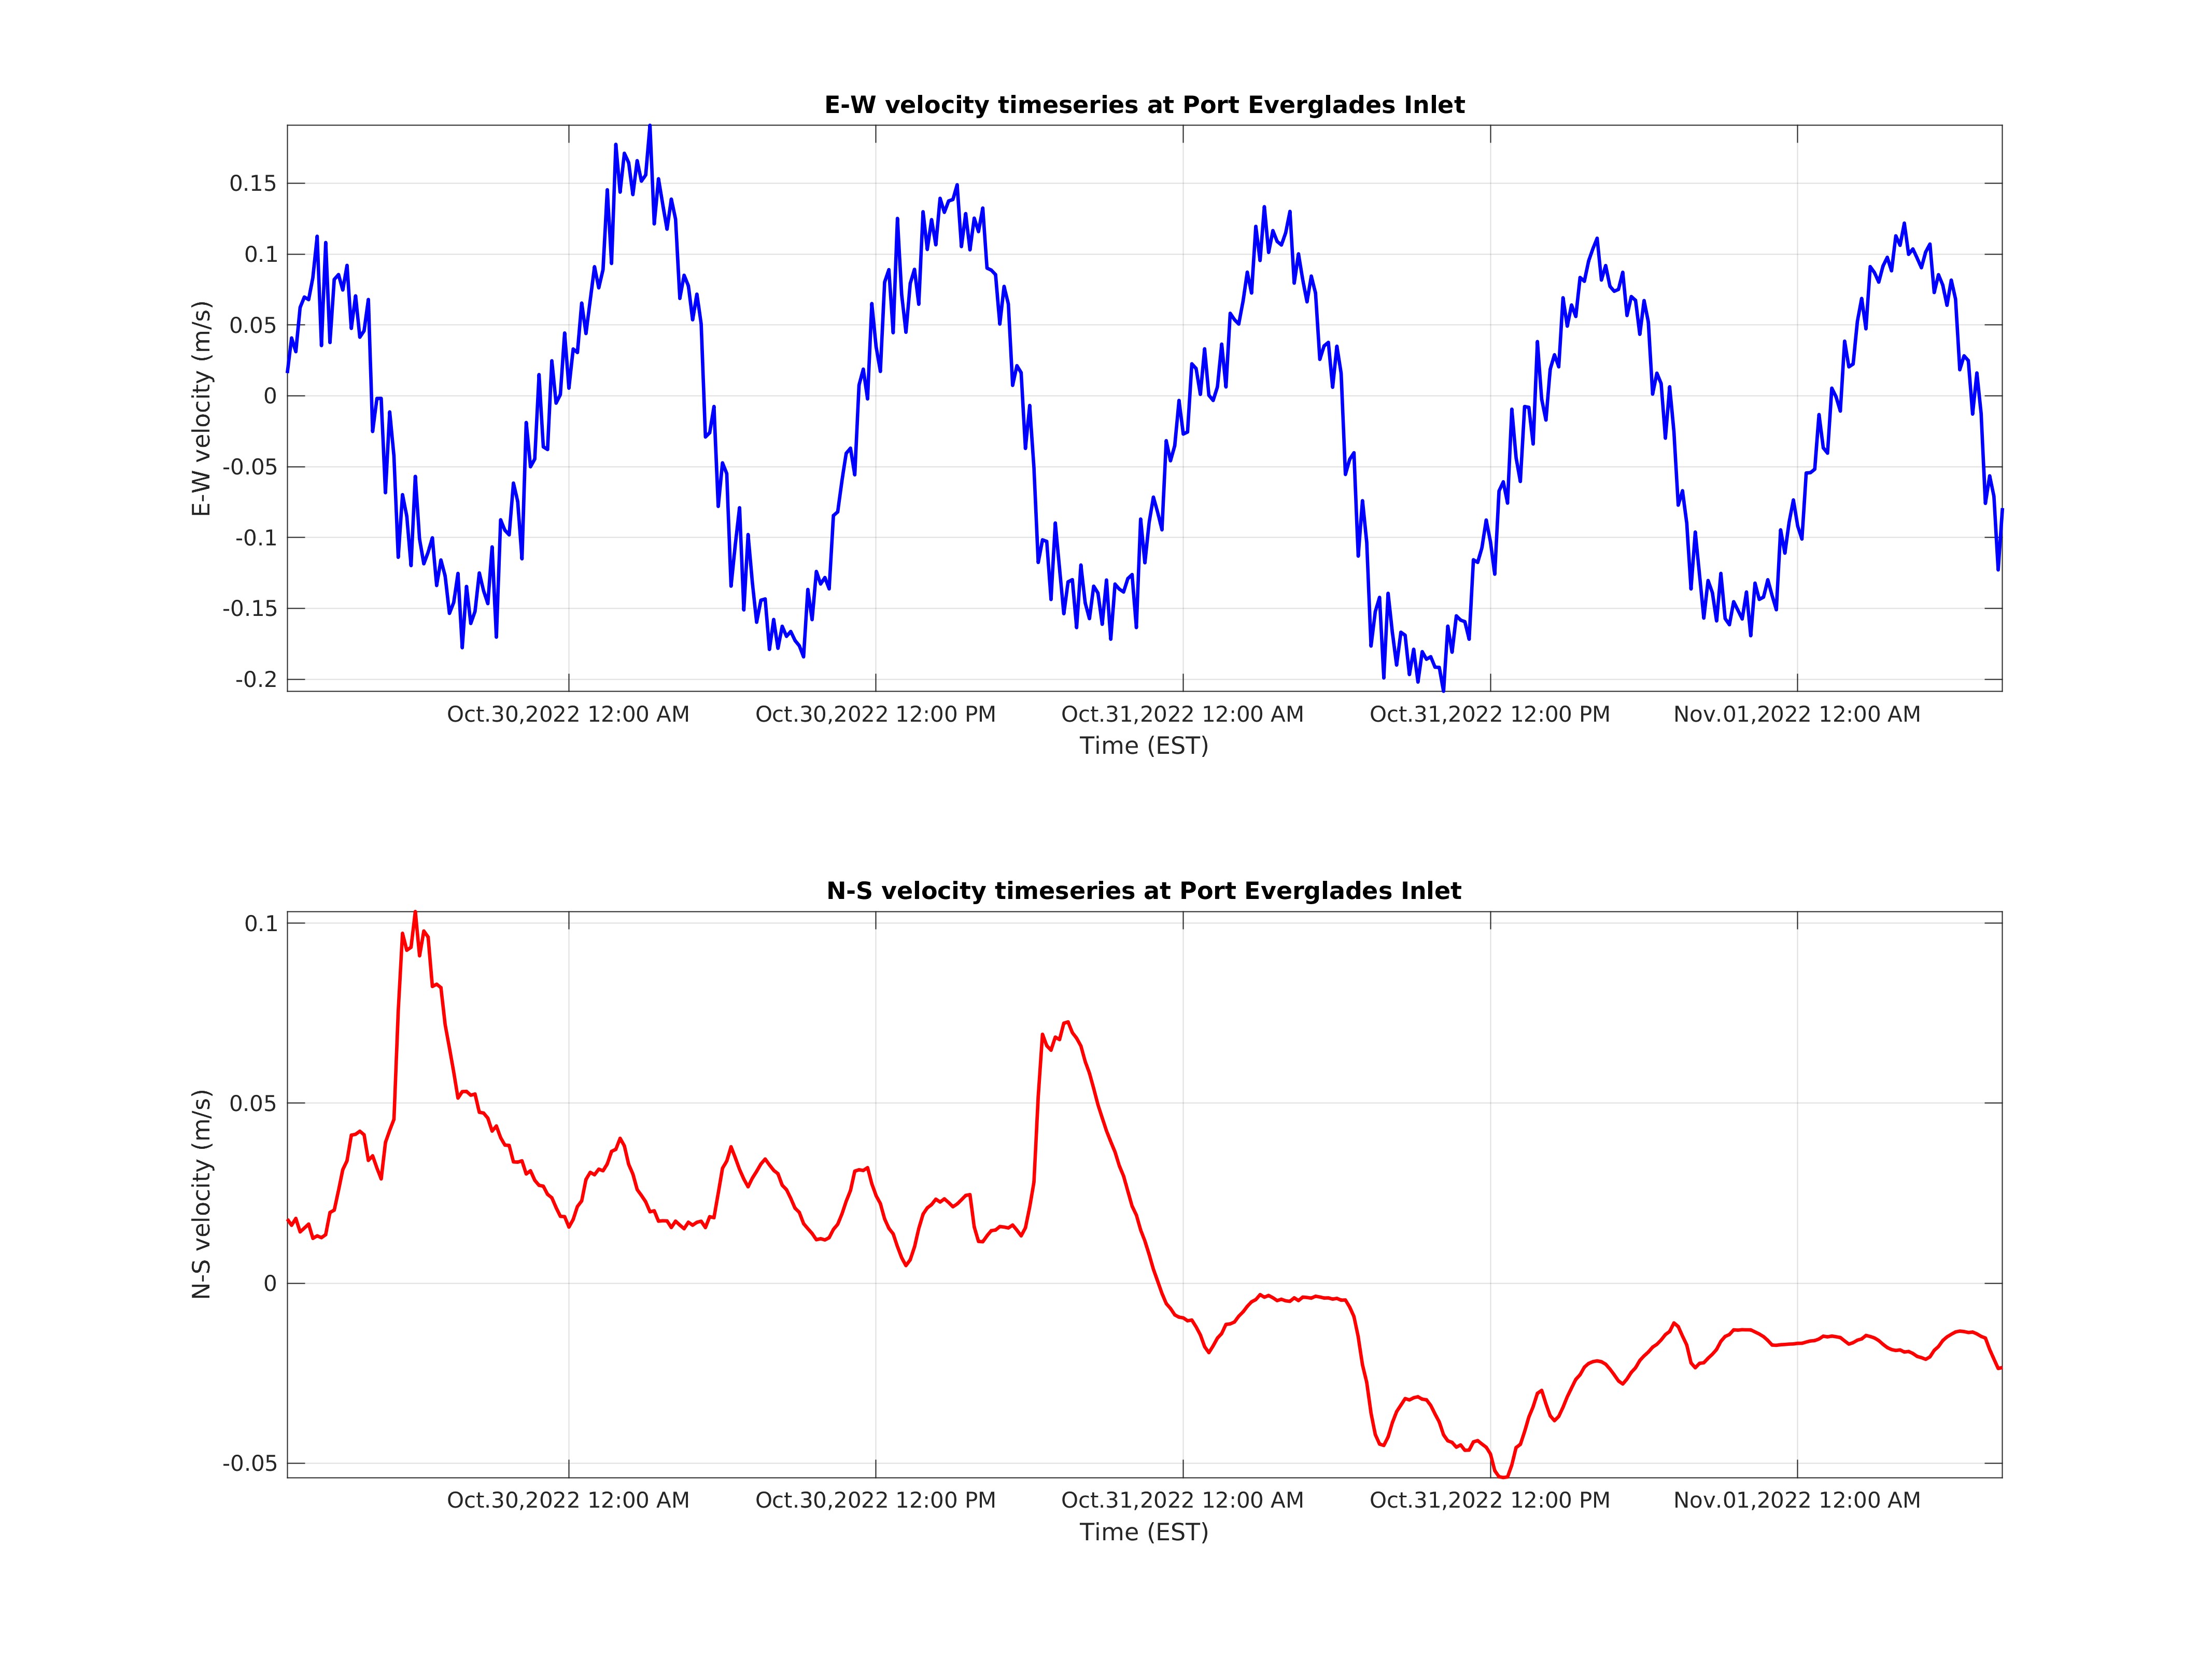 E-W velocity timeseries at Port Everglades Inlet
E-W velocity (m/s)
0.15
0.1
0.05
0
-0.05
-0.1
-0.15
-0.2
Oct.30,2022 12:00 AM
Oct.30,2022 12:00 PM
Oct.31,2022 12:00 AM
Oct.31,2022 12:00 PM
Nov.01,2022 12:00 AM
Time (EST)
N-S velocity timeseries at Port Everglades Inlet
N-S velocity (m/s)
0.1
0.05
0
-0.05
Oct.30,2022 12:00 AM
Oct.30,2022 12:00 PM
Oct.31,2022 12:00 AM
Oct.31,2022 12:00 PM
Nov.01,2022 12:00 AM
Time (EST)